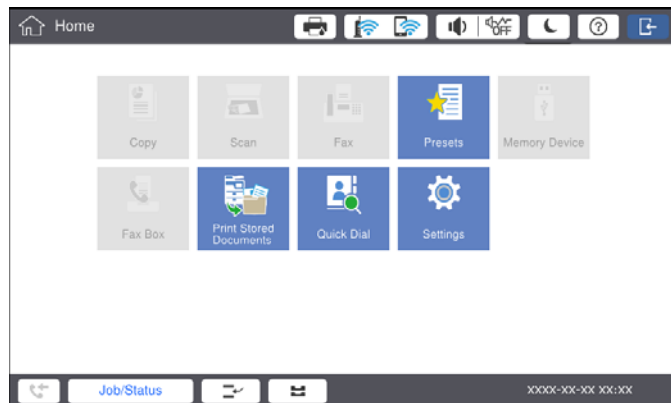 Home
OFF
?
Copy
Scan
Fax
Presets
Memory Device
Fax Box
Print Stored
Documents
Quick Dial
Settings
Job/Status
XXXX-XX-XX XX:XX